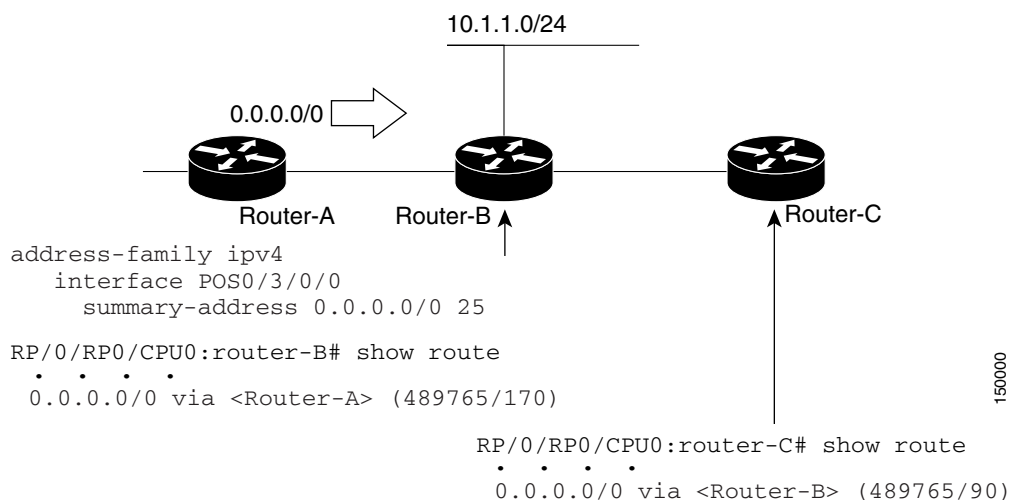 10.1.1.0/24
0.0.0.0/0
Router-A
Router-B
Router-C
address-family ipv4
interface POS0/3/0/0
summary-address 0.0.0.0/0 25
RP/0/RP0/CPU0:router-B# show route
. . . .
0.0.0.0/0 via <Router-A> (489765/170)
150000
RP/0/RP0/CPU0:router-C# show route
. . . .
0.0.0.0/0 via <Router-B> (489765/90)